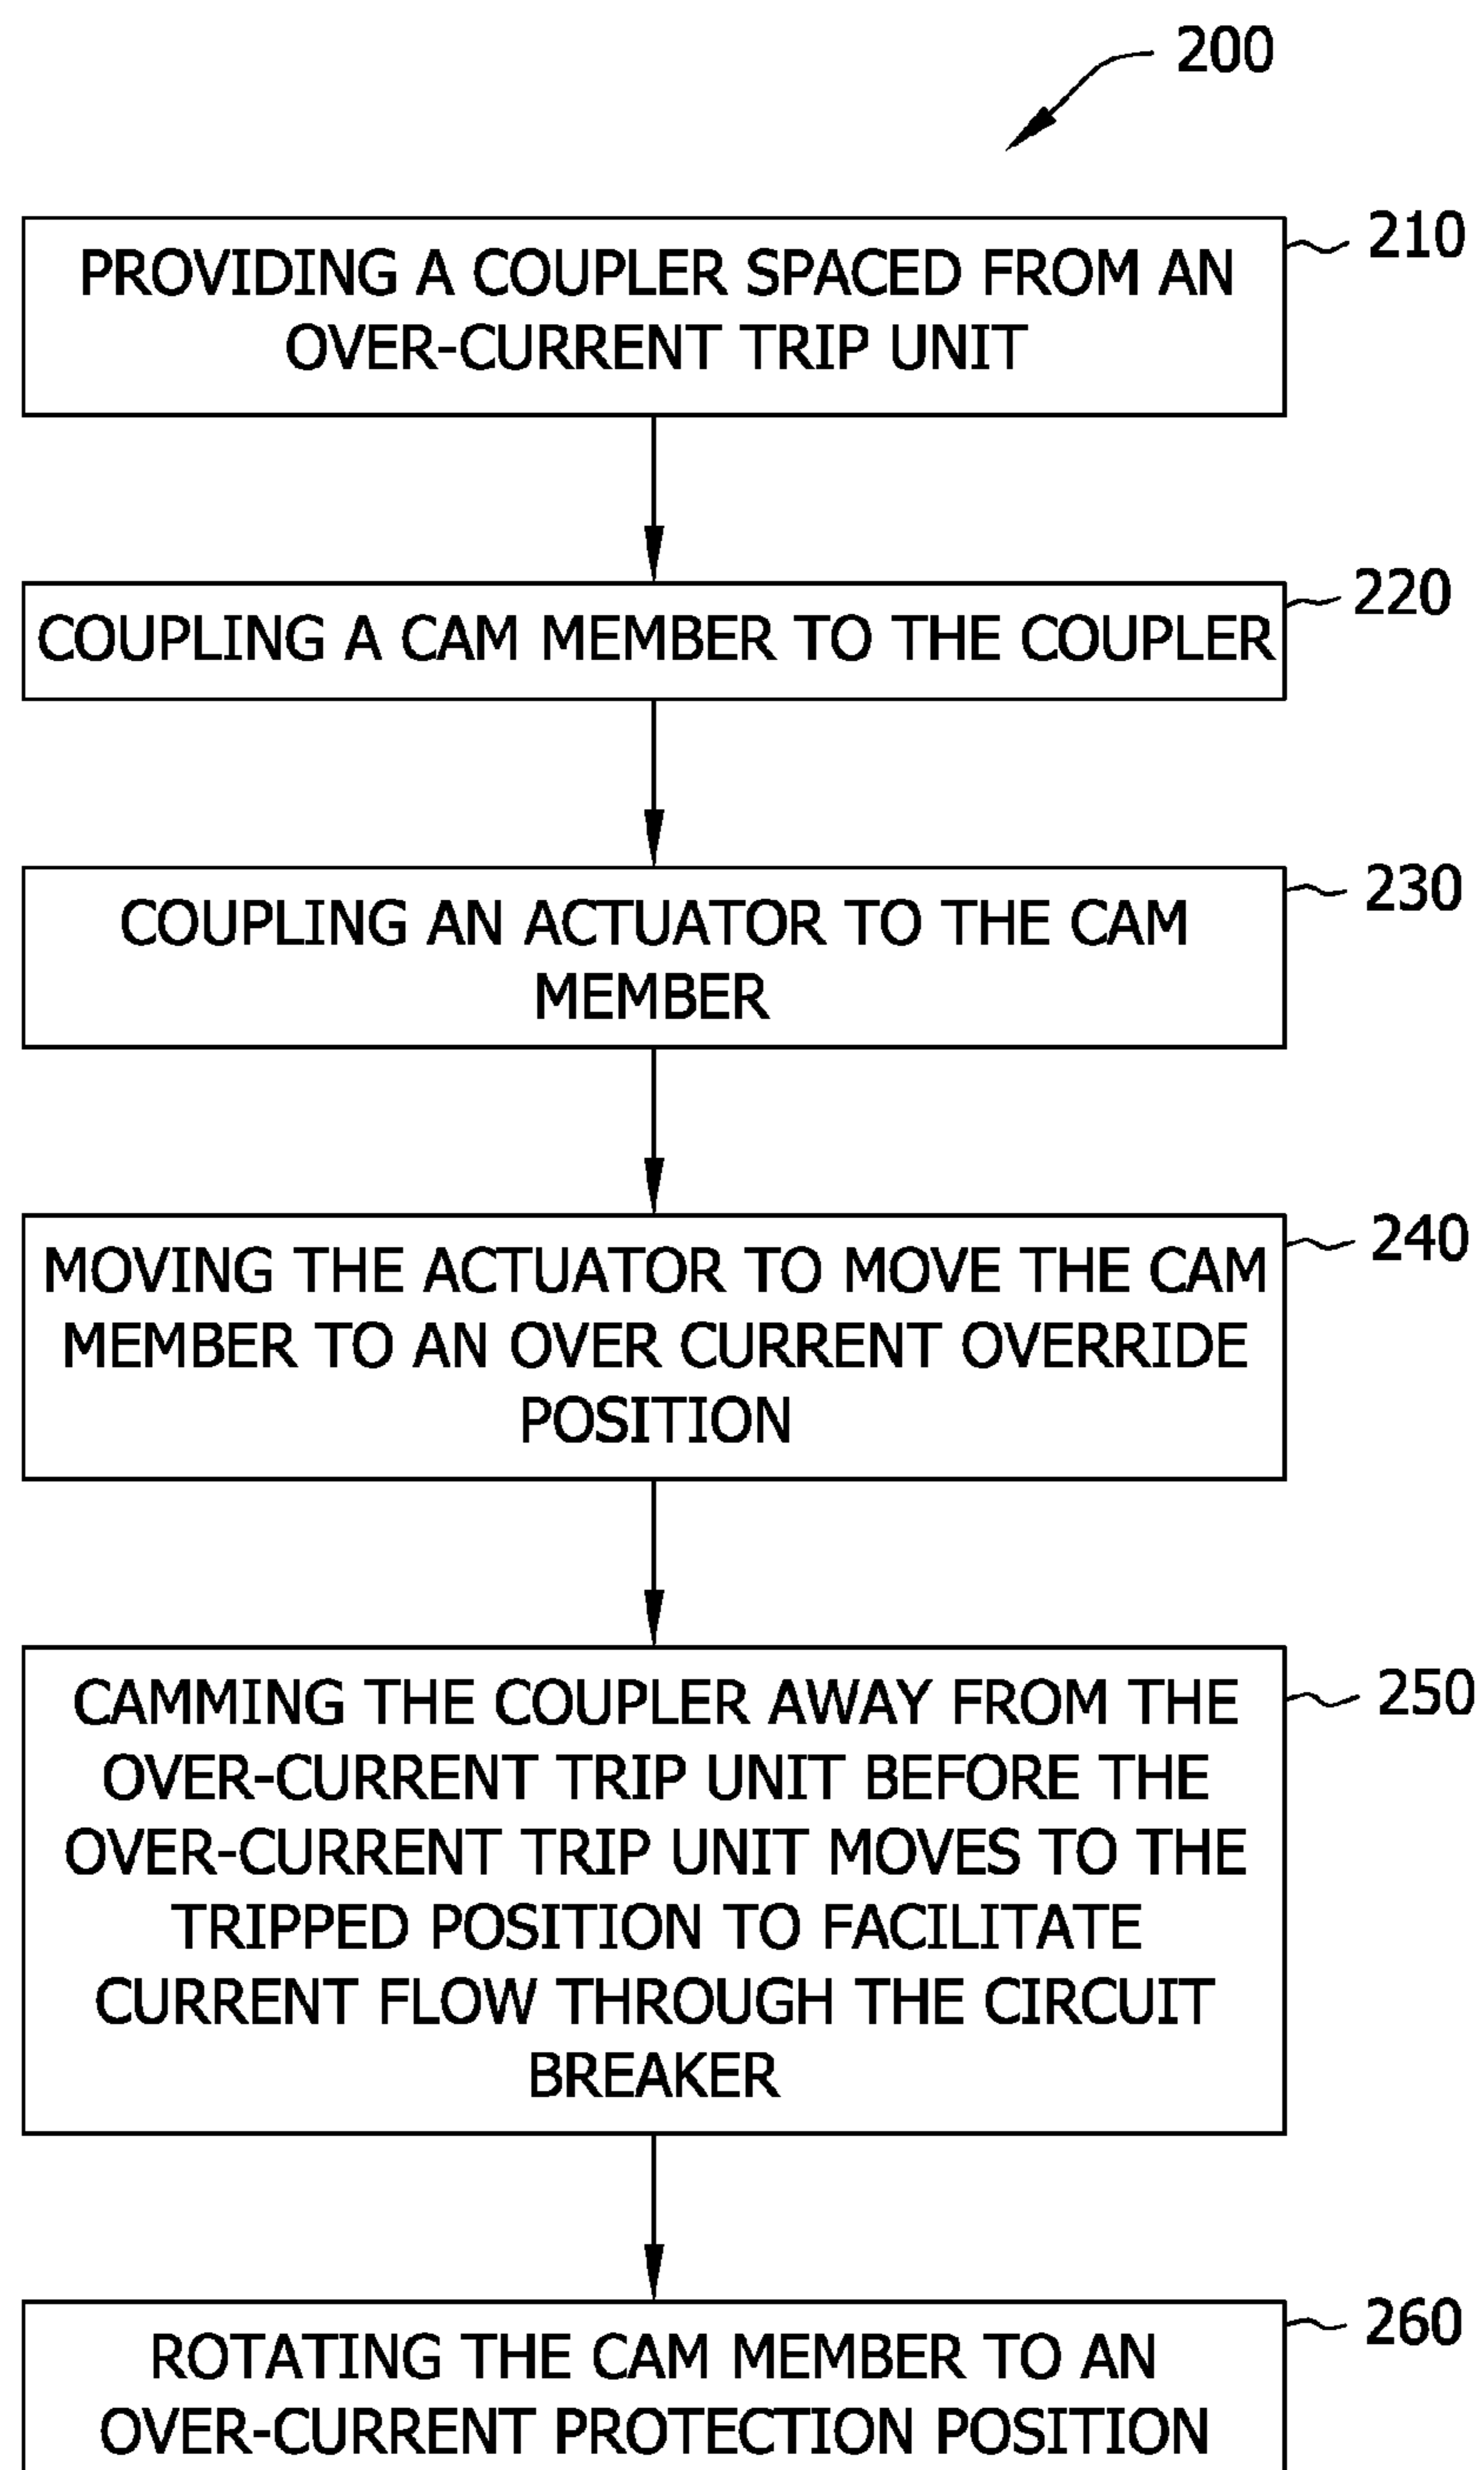 200
210
PROVIDING A COUPLER SPACED FROM AN
OVER-CURRENT TRIP UNIT
220
COUPLING A CAM MEMBER TO THE COUPLER
230
COUPLING AN ACTUATOR TO THE CAM
MEMBER
240
MOVING THE ACTUATOR TO MOVE THE CAM
MEMBER TO AN OVER CURRENT OVERRIDE
POSITION
250
CAMMING THE COUPLER AWAY FROM THE
OVER-CURRENT TRIP UNIT BEFORE THE
OVER-CURRENT TRIP UNIT MOVES TO THE
TRIPPED POSITION TO FACILITATE
CURRENT FLOW THROUGH THE CIRCUIT
BREAKER
260
ROTATING THE CAM MEMBER TO AN
OVER-CURRENT PROTECTION POSITION